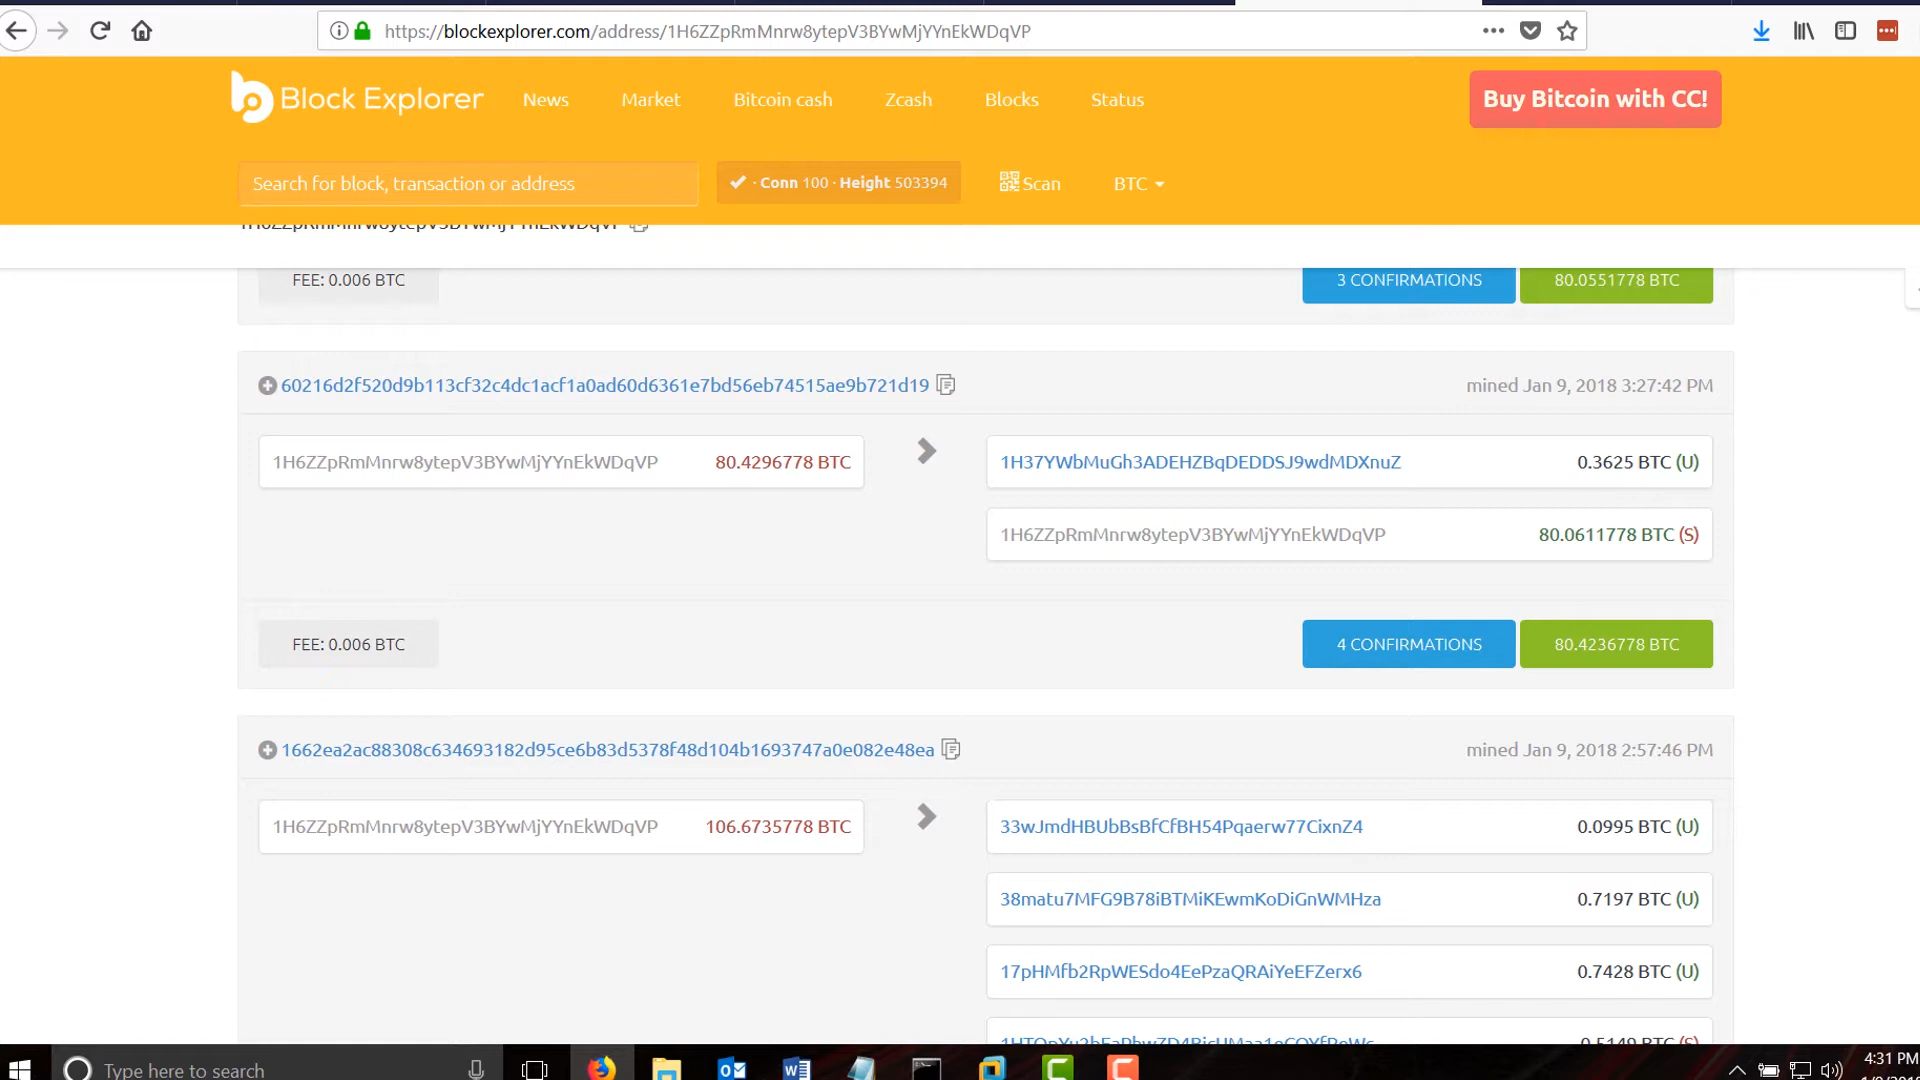 https://blockexplorer.com/address/1H6ZZpRmMnrw8ytepV3BYwMjYYnEkWDqVP
Block Explorer News Market Bitcoin cash Zcash Blocks Status Buy Bitcoin with CC!
Search for block, transaction or address · Conn 100 · Height 503394 Scan BTC
1H6ZZpRmMnrw8ytepV3BYwMjYYnEkWDqVP
FEE: 0.006 BTC 3 CONFIRMATIONS 80.0551778 BTC
60216d2f520d9b113cf32c4dc1acf1a0ad60d6361e7bd56eb74515ae9b721d19 mined Jan 9, 2018 3:27:42 PM
1H6ZZpRmMnrw8ytepV3BYwMjYYnEkWDqVP 80.4296778 BTC 1H37YWbMuGh3ADEHZBqDEDDSJ9wdMDXnuZ 0.3625 BTC (U)
1H6ZZpRmMnrw8ytepV3BYwMjYYnEkWDqVP 80.0611778 BTC (S)
FEE: 0.006 BTC 4 CONFIRMATIONS 80.4236778 BTC
1662ea2ac88308c634693182d95ce6b83d5378f48d104b1693747a0e082e48ea mined Jan 9, 2018 2:57:46 PM
1H6ZZpRmMnrw8ytepV3BYwMjYYnEkWDqVP 106.6735778 BTC 33wJmdHBUbBsBfCfBH54Pqaerw77CixnZ4 0.0995 BTC (U)
38matu7MFG9B78iBTMiKEwmKoDiGnWMHza 0.7197 BTC (U)
17pHMfb2RpWESdo4EePzaQRAiYeEFZerx6 0.7428 BTC (U)
BTC (S)
Type here to search 4:31 PM